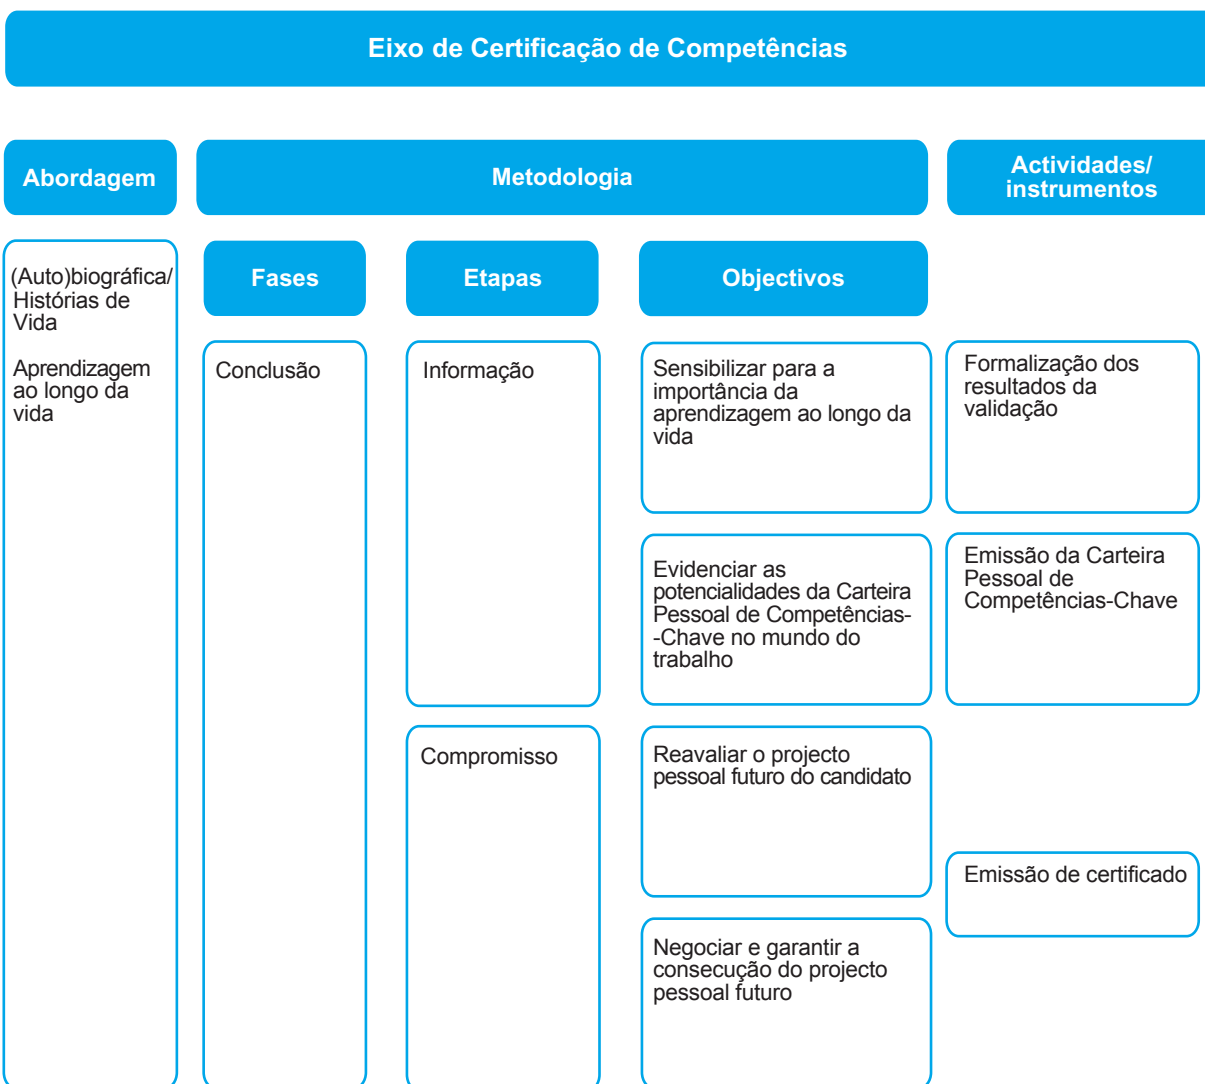 Eixo de Certificação de Competências
Abordagem
Metodologia
Actividades/
instrumentos
(Auto)biográfica/
Histórias de
Vida
Aprendizagem
ao longo da
vida
Fases
Etapas
Objectivos
Conclusão
Informação
Sensibilizar para a
importância da
aprendizagem ao longo da
vida
Formalização dos
resultados da
validação
Evidenciar as
potencialidades da Carteira
Pessoal de Competências-
-Chave no mundo do
trabalho
Emissão da Carteira
Pessoal de
Competências-Chave
Compromisso
Reavaliar o projecto
pessoal futuro do candidato
Emissão de certificado
Negociar e garantir a
consecução do projecto
pessoal futuro